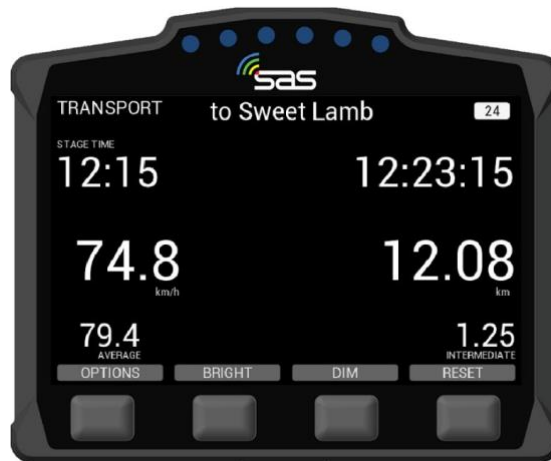 sas
TRANSPORT to Sweet Lamb 24
STAGE TIME
12:15 12:23:15
74.8 12.08
km/h km
79.4 1.25
AVERAGE INTERMEDIATE
OPTIONS BRIGHT DIM RESET